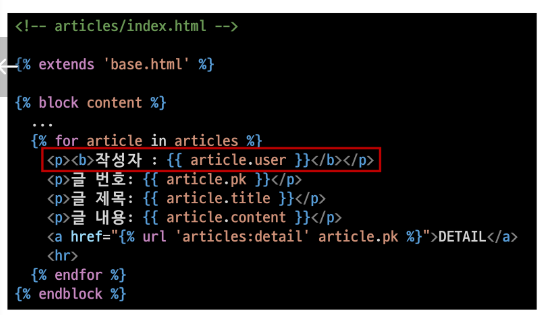 <!-- articles/index.html -->
{% extends 'base.html' %}
{% block content %}
...
{% for article in articles %}
<p><b>작성자 : {{ article.user }}</b></p>
<p>글 번호: {{ article.pk }}</p>
<p>글 제목: {{ article.title }}</p>
<p>글 내용: {{ article.content }}</p>
<a href="{% url 'articles:detail' article.pk %}">DETAIL</a>
<hr>
{% endfor %}
{% endblock %}